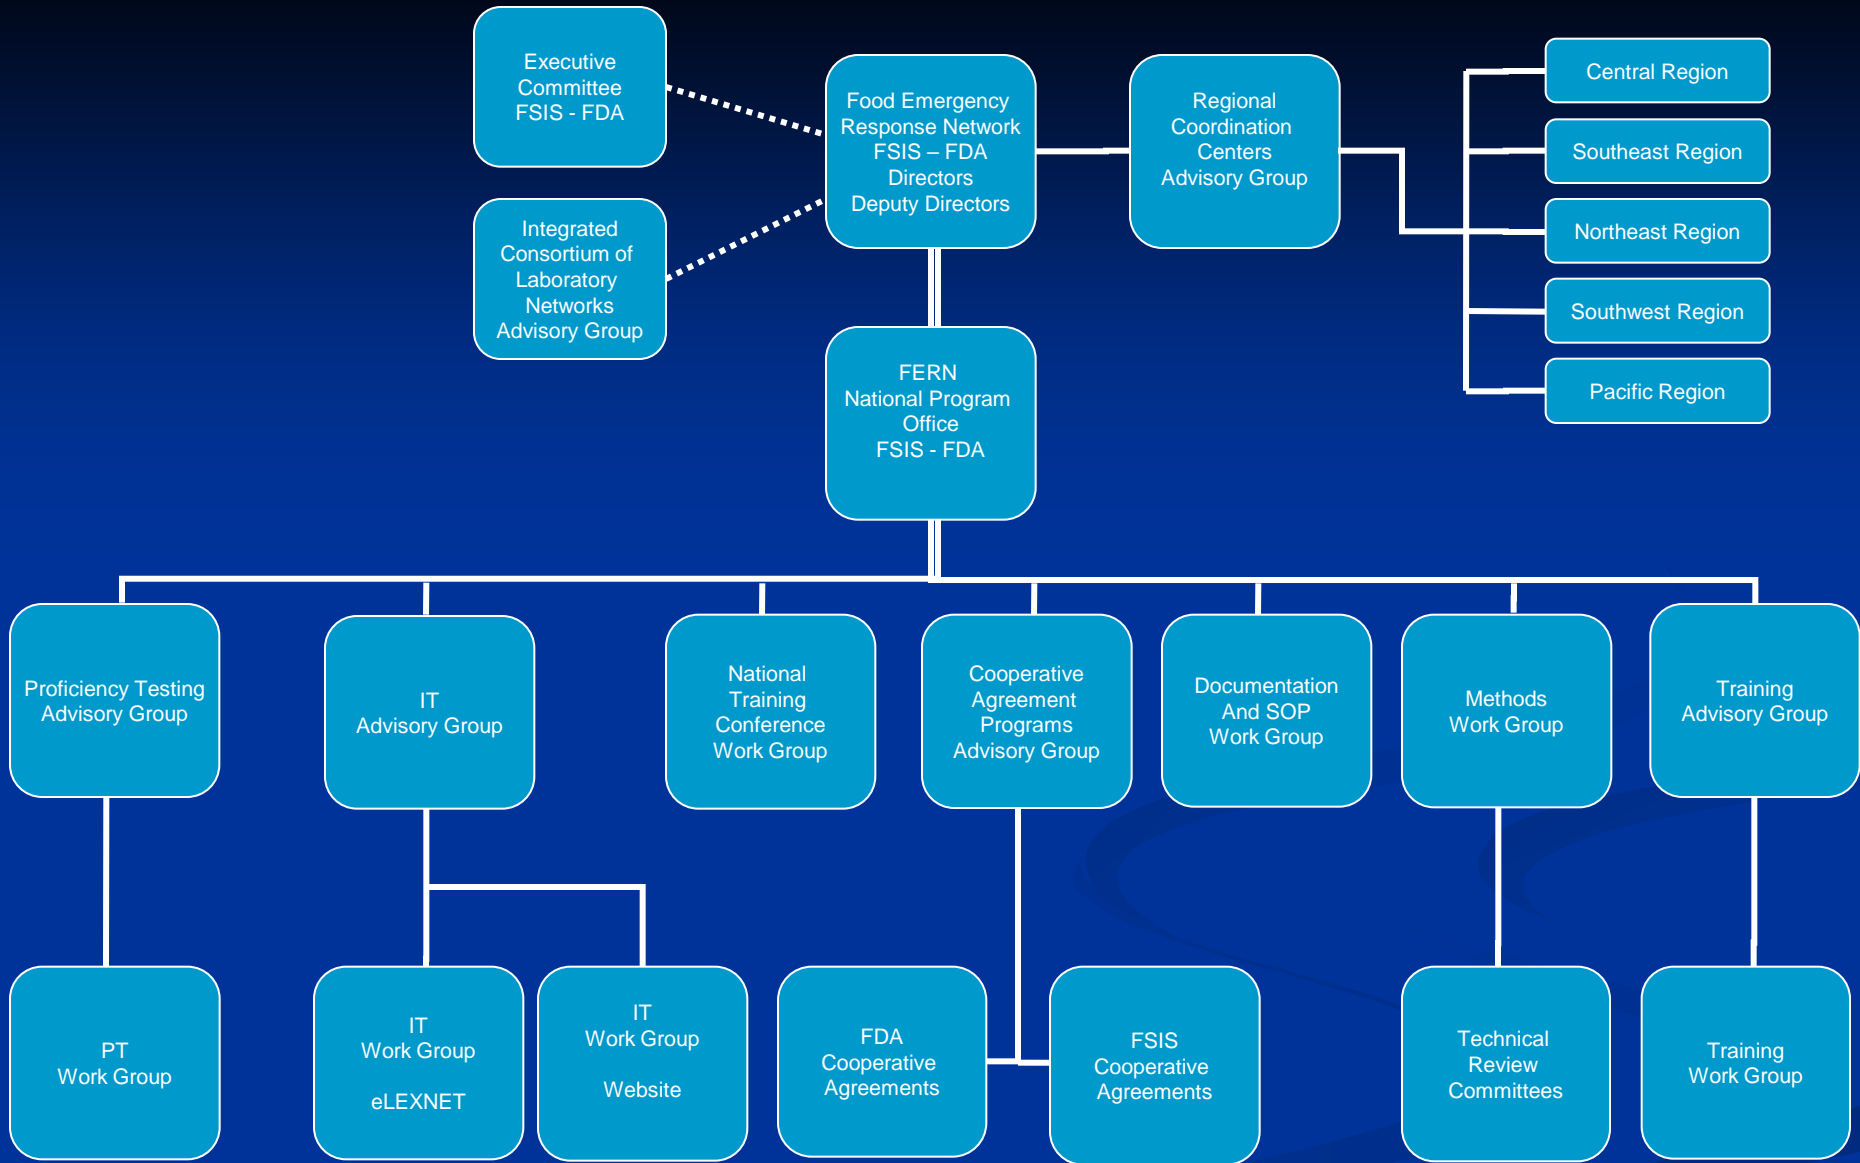 Executive
Committee
FSIS - FDA
Integrated
Consortium of
Laboratory
Networks
Advisory Group
Food Emergency
Response Network
FSIS – FDA
Directors
Deputy Directors
Regional
Coordination
Centers
Advisory Group
Central Region
Southeast Region
Northeast Region
Southwest Region
Pacific Region
FERN
National Program
Office
FSIS - FDA
Proficiency Testing
Advisory Group
IT
Advisory Group
National
Training
Conference
Work Group
Cooperative
Agreement
Programs
Advisory Group
Documentation
And SOP
Work Group
Methods
Work Group
Training
Advisory Group
PT
Work Group
IT
Work Group
eLEXNET
IT
Work Group
Website
FDA
Cooperative
Agreements
FSIS
Cooperative
Agreements
Technical
Review
Committees
Training
Work Group